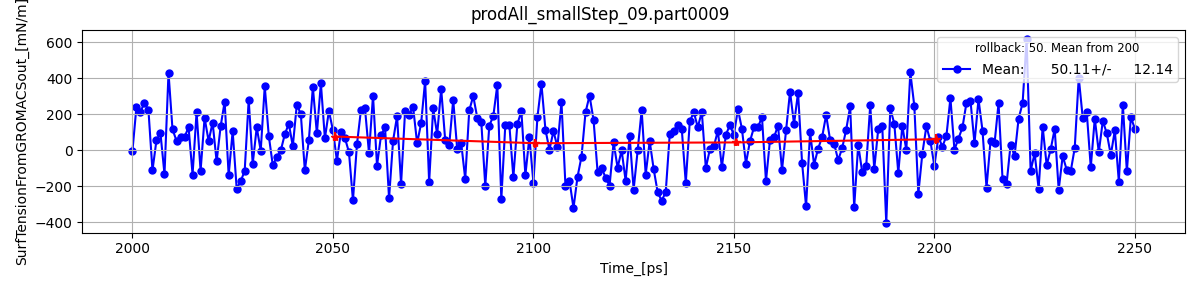 prodAll_smallStep_09.part0009
SurfTensionFromGROMACSout_[mN/m]
600
400
200
0
−200
−400
rollback: 50. Mean from 200
Mean: 50.11+/- 12.14
2000 2050 2100 2150 2200 2250
Time_[ps]